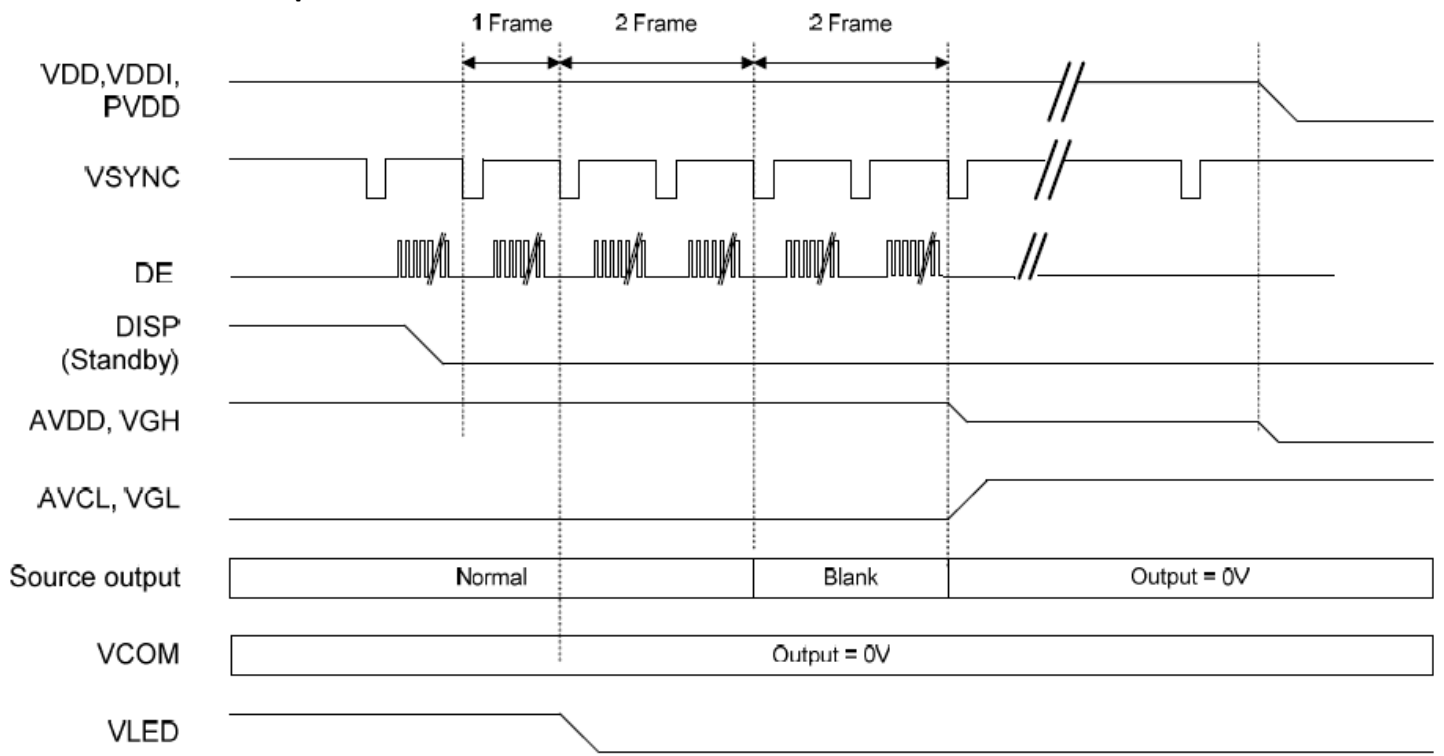 1 Frame
2 Frame
2 Frame
VDD,VDDI,
PVDD
VSYNC
DE
DISP
(Standby)
AVDD, VGH
AVCL, VGL
Source output
Normal
Blank
Output = 0V
VCOM
Output = 0V
VLED